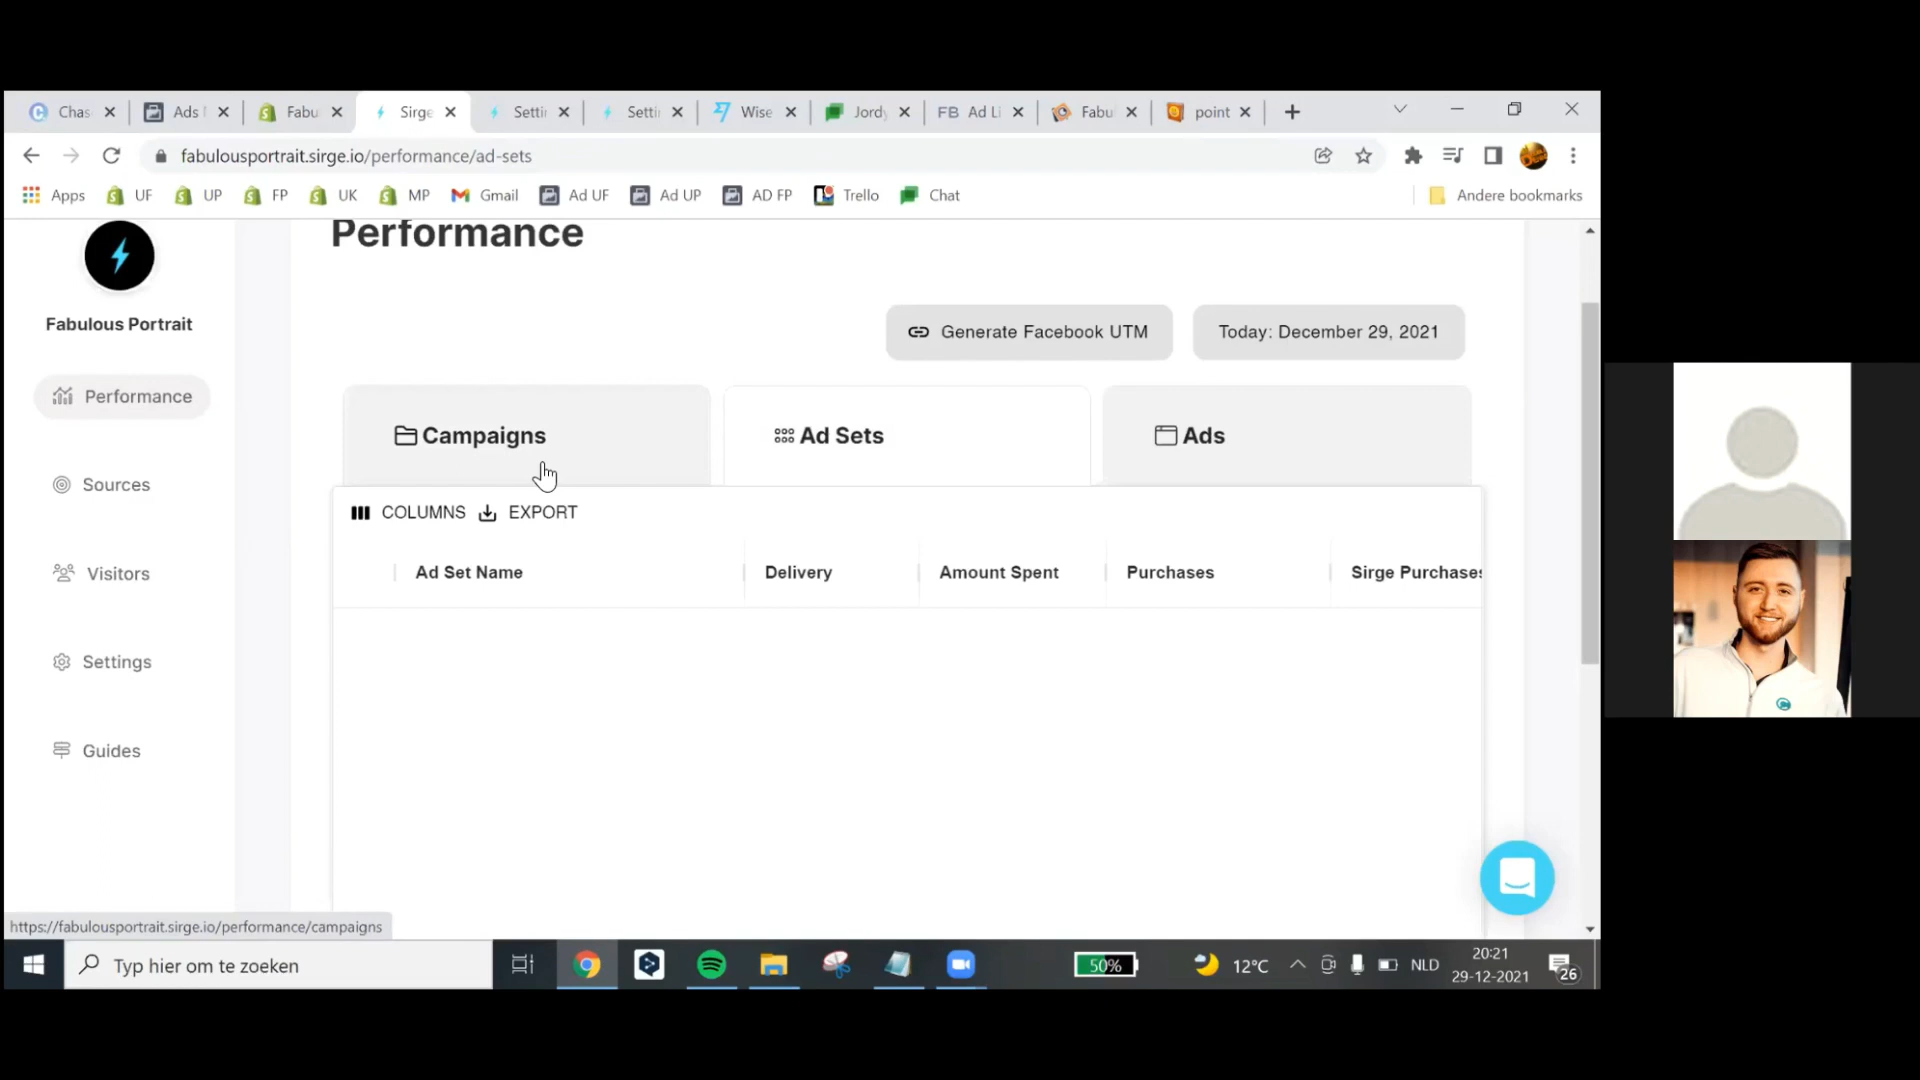 Chas
Ads
Fabu
Sirge
Settin
Settin
Wise
Jordy
FB Ad Li
Fabu
point
fabulousportrait.sirge.io/performance/ad-sets
Apps
UF
UP
FP
UK
MP
Gmail
Ad UF
Ad UP
AD FP
Trello
Chat
Andere bookmarks
Performance
Fabulous Portrait
Generate Facebook UTM
Today: December 29, 2021
Performance
Campaigns
Ad Sets
Ads
Sources
COLUMNS
EXPORT
Ad Set Name
Delivery
Amount Spent
Purchases
Sirge Purchases
Visitors
Settings
Guides
https://fabulousportrait.sirge.io/performance/campaigns
Typ hier om te zoeken
50%
12°C
NLD
20:21
29-12-2021
26